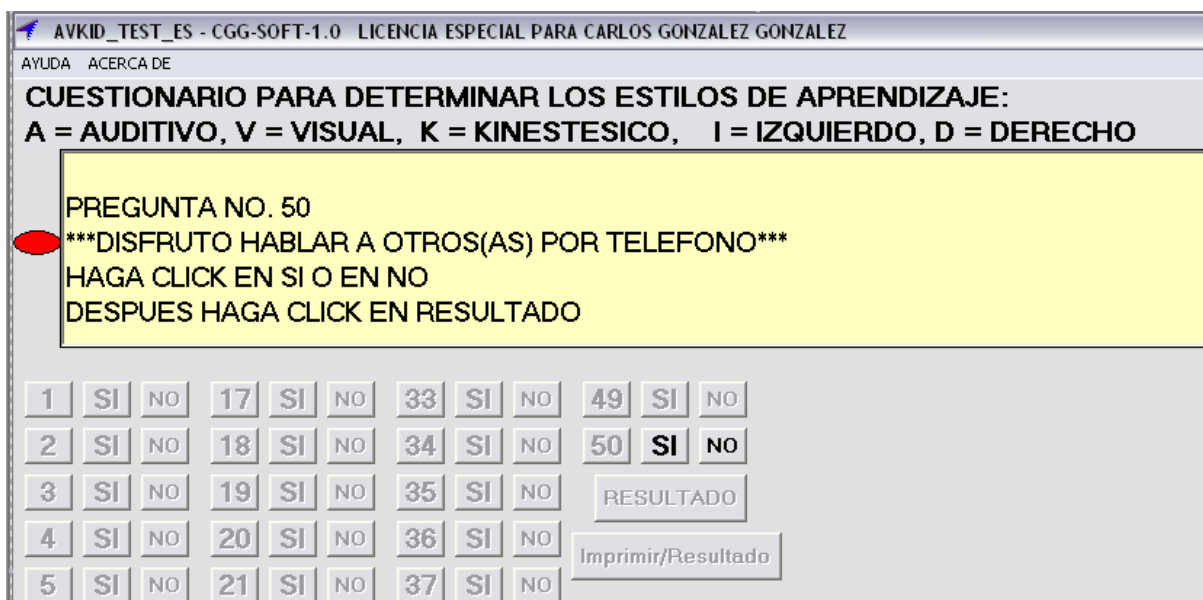 AVKID_TEST_ES - CGG-SOFT-1.0 LICENCIA ESPECIAL PARA CARLOS GONZALEZ GONZALEZ
AYUDA ACERCA DE
CUESTIONARIO PARA DETERMINAR LOS ESTILOS DE APRENDIZAJE:
A = AUDITIVO, V = VISUAL, K = KINESTESICO, I = IZQUIERDO, D = DERECHO
PREGUNTA NO. 50
***DISFRUTO HABLAR A OTROS(AS) POR TELEFONO***
HAGA CLICK EN SI O EN NO
DESPUES HAGA CLICK EN RESULTADO
1 SI NO 17 SI NO 33 SI NO 49 SI NO
2 SI NO 18 SI NO 34 SI NO 50 SI NO
3 SI NO 19 SI NO 35 SI NO RESULTADO
4 SI NO 20 SI NO 36 SI NO Imprimir/Resultado
5 SI NO 21 SI NO 37 SI NO